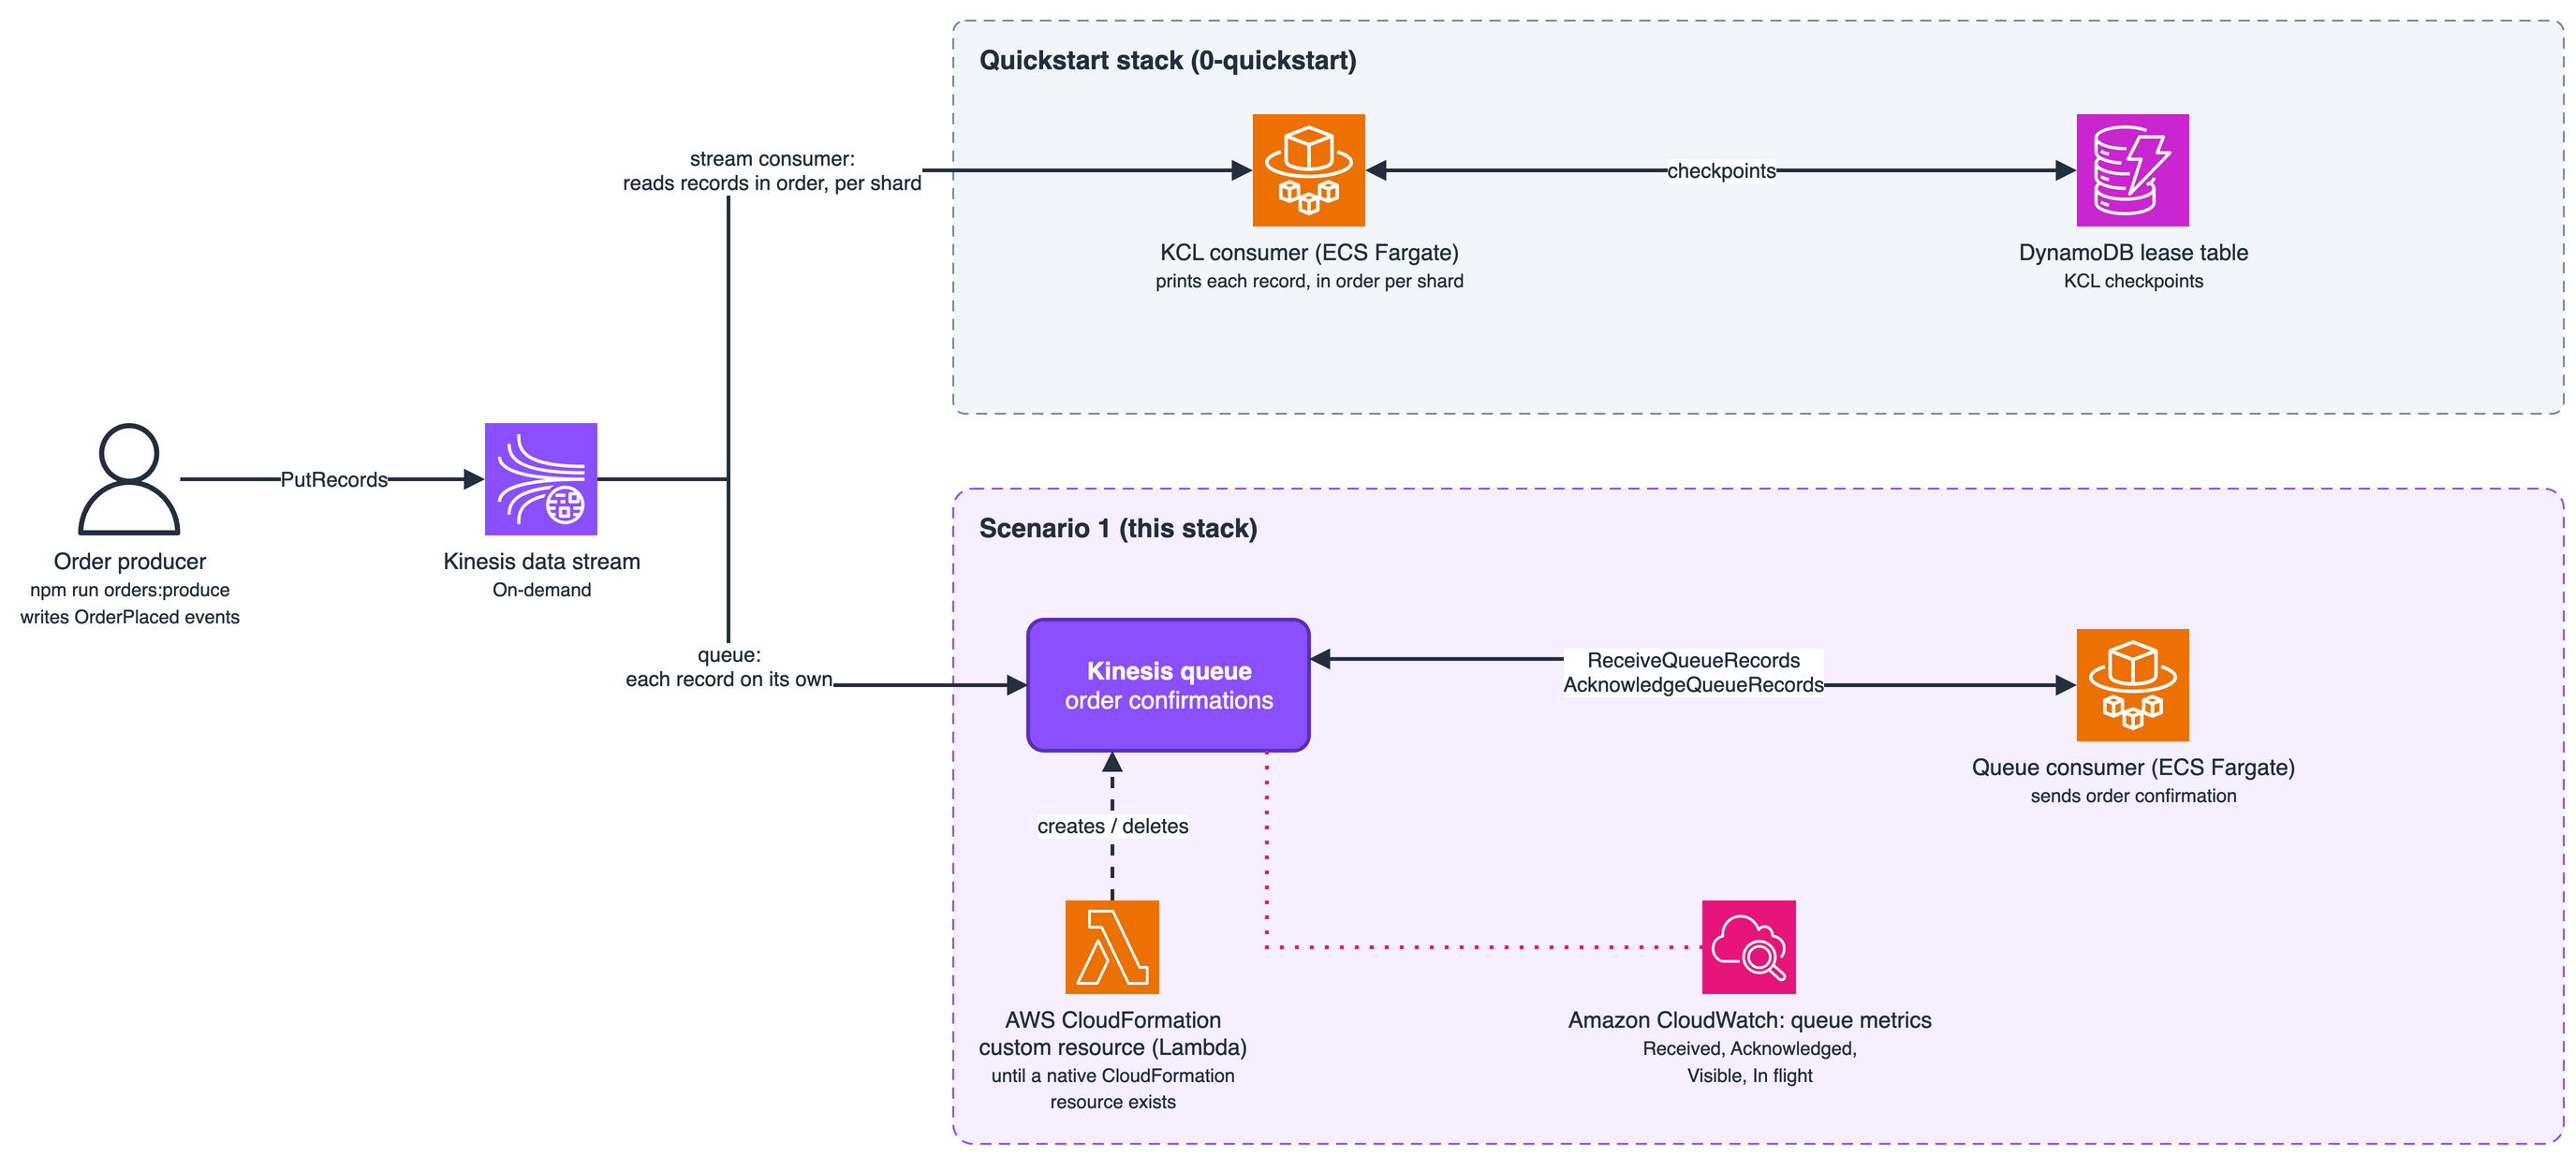 Quickstart stack (0-quickstart)
stream consumer:
reads records in order, per shard
checkpoints
KCL consumer (ECS Fargate)
prints each record, in order per shard
DynamoDB lease table
KCL checkpoints
PutRecords
Order producer
npm run orders:produce
writes OrderPlaced events
Kinesis data stream
On-demand
Scenario 1 (this stack)
queue:
each record on its own
Kinesis queue
order confirmations
ReceiveQueueRecords
AcknowledgeQueueRecords
Queue consumer (ECS Fargate)
sends order confirmation
creates / deletes
AWS CloudFormation
custom resource (Lambda)
until a native CloudFormation
resource exists
Amazon CloudWatch: queue metrics
Received, Acknowledged,
Visible, In flight